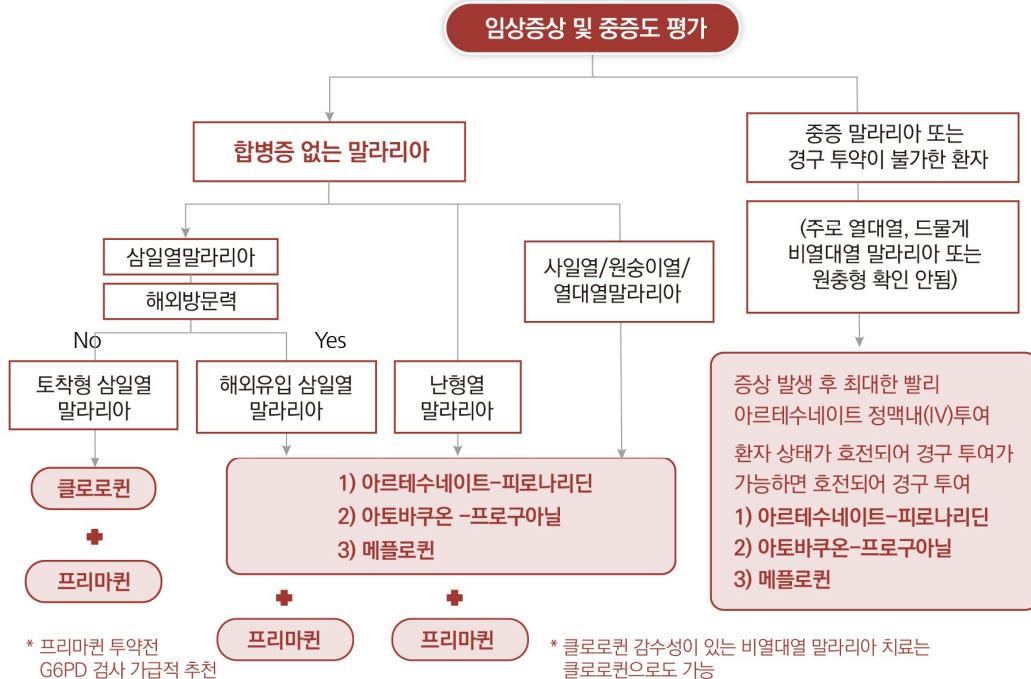 임상증상 및 중증도 평가
합병증 없는 말라리아
중증 말라리아 또는
경구 투약이 불가한 환자
(주로 열대열, 드물게
비열대열 말라리아 또는
원충형 확인 안됨)
삼일열말라리아
해외방문력
사일열/원숭이열/
열대열말라리아
No
Yes
토착형 삼일열
말라리아
해외유입 삼일열
말라리아
난형열
말라리아
클로로퀸
프리마퀸
1) 아르테수네이트-피로나리딘
2) 아토바쿠온 -프로구아닐
3) 메플로퀸
프리마퀸
프리마퀸
증상 발생 후 최대한 빨리
아르테수네이트 정맥내(IV)투여
환자 상태가 호전되어 경구 투여가
가능하면 호전되어 경구 투여
1) 아르테수네이트-피로나리딘
2) 아토바쿠온-프로구아닐
3) 메플로퀸
* 프리마퀸 투약전
G6PD 검사 가급적 추천
* 클로로퀸 감수성이 있는 비열대열 말라리아 치료는
클로로퀸으로도 가능